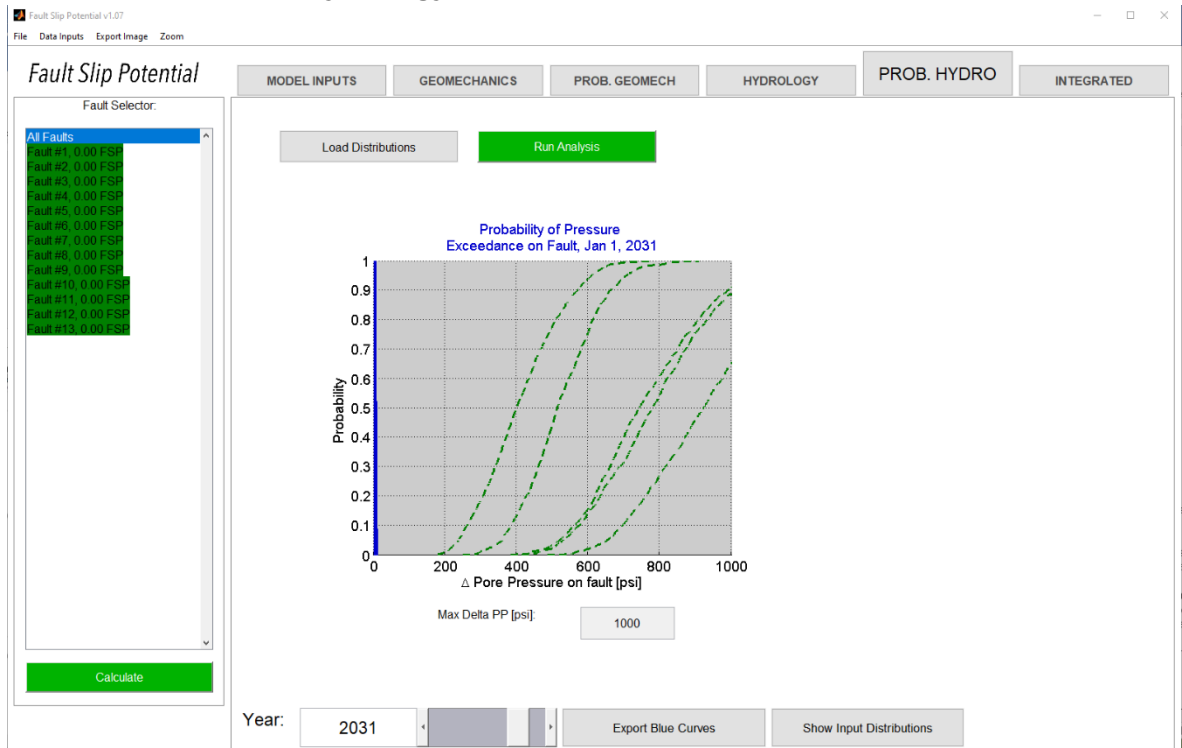 Fault Slip Potential v1.07
File Data Inputs Export Image Zoom
Fault Slip Potential
MODEL INPUTS GEOMECHANICS PROB. GEOMECH HYDROLOGY PROB. HYDRO INTEGRATED
Fault Selector:
All Faults
Fault #1, 0.00 FSP
Fault #2, 0.00 FSP
Fault #3, 0.00 FSP
Fault #4, 0.00 FSP
Fault #5, 0.00 FSP
Fault #6, 0.00 FSP
Fault #7, 0.00 FSP
Fault #8, 0.00 FSP
Fault #9, 0.00 FSP
Fault #10, 0.00 FSP
Fault #11, 0.00 FSP
Fault #12, 0.00 FSP
Fault #13, 0.00 FSP
Calculate
Load Distributions Run Analysis
Probability of Pressure
Exceedance on Fault, Jan 1, 2031
Probability
1
0.9
0.8
0.7
0.6
0.5
0.4
0.3
0.2
0.1
0
0 200 400 600 800 1000
Δ Pore Pressure on fault [psi]
Max Delta PP [psi]: 1000
Year: 2031 Export Blue Curves Show Input Distributions